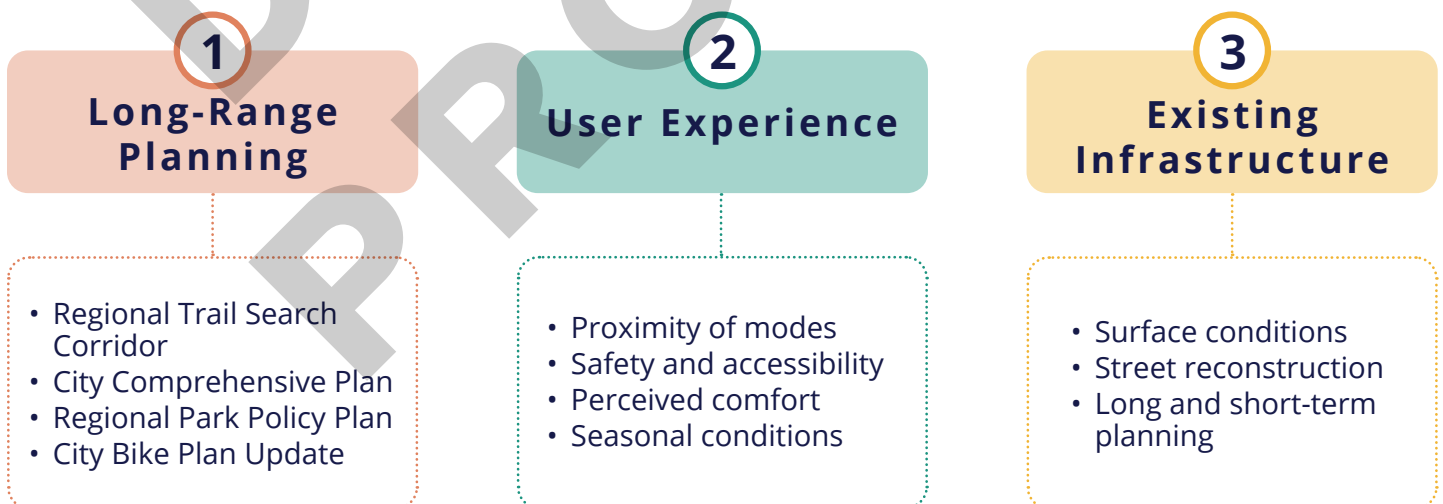 1
Long-Range
Planning
• Regional Trail Search
Corridor
• City Comprehensive Plan
• Regional Park Policy Plan
• City Bike Plan Update
2
User Experience
• Proximity of modes
• Safety and accessibility
• Perceived comfort
• Seasonal conditions
3
Existing
Infrastructure
• Surface conditions
• Street reconstruction
• Long and short-term
planning